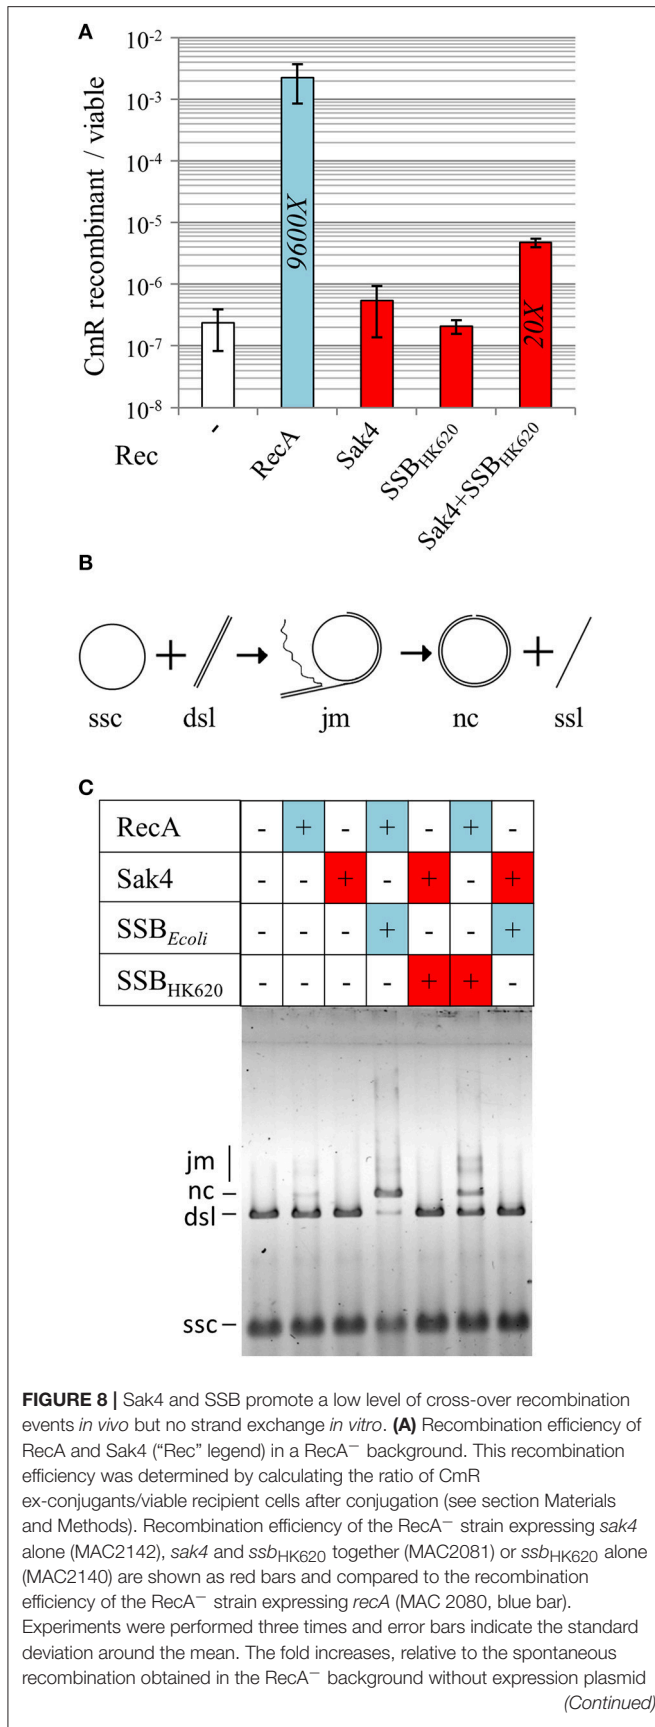 A
CmR recombinant / viable
10-2
10-3
10-4
10-5
10-6
10-7
10-8
9600X
20X
Rec
-
RecA
Sak4
SSBHK620
Sak4+SSBHK620
B
+ +
ssc dsl jm nc ssl
C
RecA - + - + - + -
Sak4 - - + - + - +
SSBEcoli - - - + - - +
SSBHK620 - - - - + + -
jm
nc
dsl
ssc
FIGURE 8 | Sak4 and SSB promote a low level of cross-over recombination
events in vivo but no strand exchange in vitro. (A) Recombination efficiency of
RecA and Sak4 (“Rec” legend) in a RecA− background. This recombination
efficiency was determined by calculating the ratio of CmR
ex-conjugants/viable recipient cells after conjugation (see section Materials
and Methods). Recombination efficiency of the RecA− strain expressing sak4
alone (MAC2142), sak4 and ssbHK620 together (MAC2081) or ssbHK620 alone
(MAC2140) are shown as red bars and compared to the recombination
efficiency of the RecA− strain expressing recA (MAC 2080, blue bar).
Experiments were performed three times and error bars indicate the standard
deviation around the mean. The fold increases, relative to the spontaneous
recombination obtained in the RecA− background without expression plasmid
(Continued)